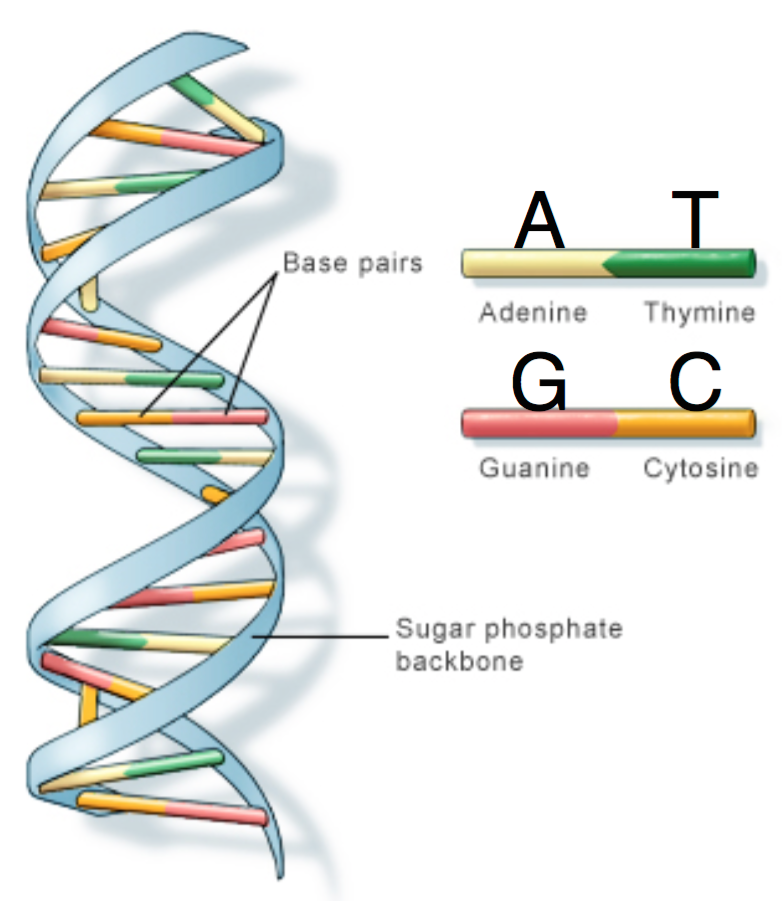 Base pairs
A T
Adenine Thymine
G C
Guanine Cytosine
Sugar phosphate
backbone